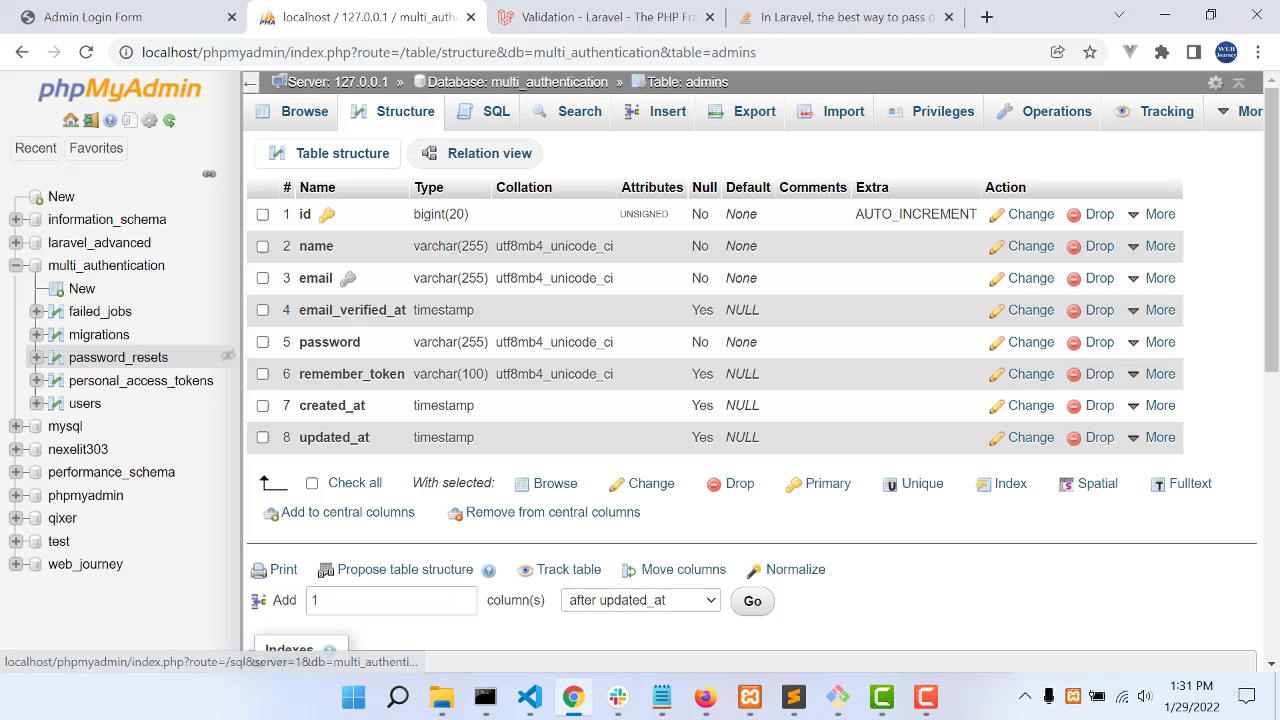 Admin Login Form
localhost / 127.0.0.1 / multi_auth
Validation - Laravel - The PHP Fra
In Laravel, the best way to pass d
localhost/phpmyadmin/index.php?route=/table/structure&db=multi_authentication&table=admins
WEB Journey
phpMyAdmin
Recent
Favorites
New
information_schema
laravel_advanced
multi_authentication
New
failed_jobs
migrations
password_resets
personal_access_tokens
users
mysql
nexelit303
performance_schema
phpmyadmin
qixer
test
web_journey
Server: 127.0.0.1 » Database: multi_authentication » Table: admins
Browse Structure SQL Search Insert Export Import Privileges Operations Tracking Mor
Table structure Relation view
# Name Type Collation Attributes Null Default Comments Extra Action
1 id bigint(20) UNSIGNED No None AUTO_INCREMENT Change Drop More
2 name varchar(255) utf8mb4_unicode_ci No None Change Drop More
3 email varchar(255) utf8mb4_unicode_ci No None Change Drop More
4 email_verified_at timestamp Yes NULL Change Drop More
5 password varchar(255) utf8mb4_unicode_ci No None Change Drop More
6 remember_token varchar(100) utf8mb4_unicode_ci Yes NULL Change Drop More
7 created_at timestamp Yes NULL Change Drop More
8 updated_at timestamp Yes NULL Change Drop More
Check all With selected: Browse Change Drop Primary Unique Index Spatial Fulltext
Add to central columns Remove from central columns
Print Propose table structure Track table Move columns Normalize
Add 1 column(s) after updated_at Go
Indexes
localhost/phpmyadmin/index.php?route=/sql&server=1&db=multi_authenti...
1:31 PM
1/29/2022